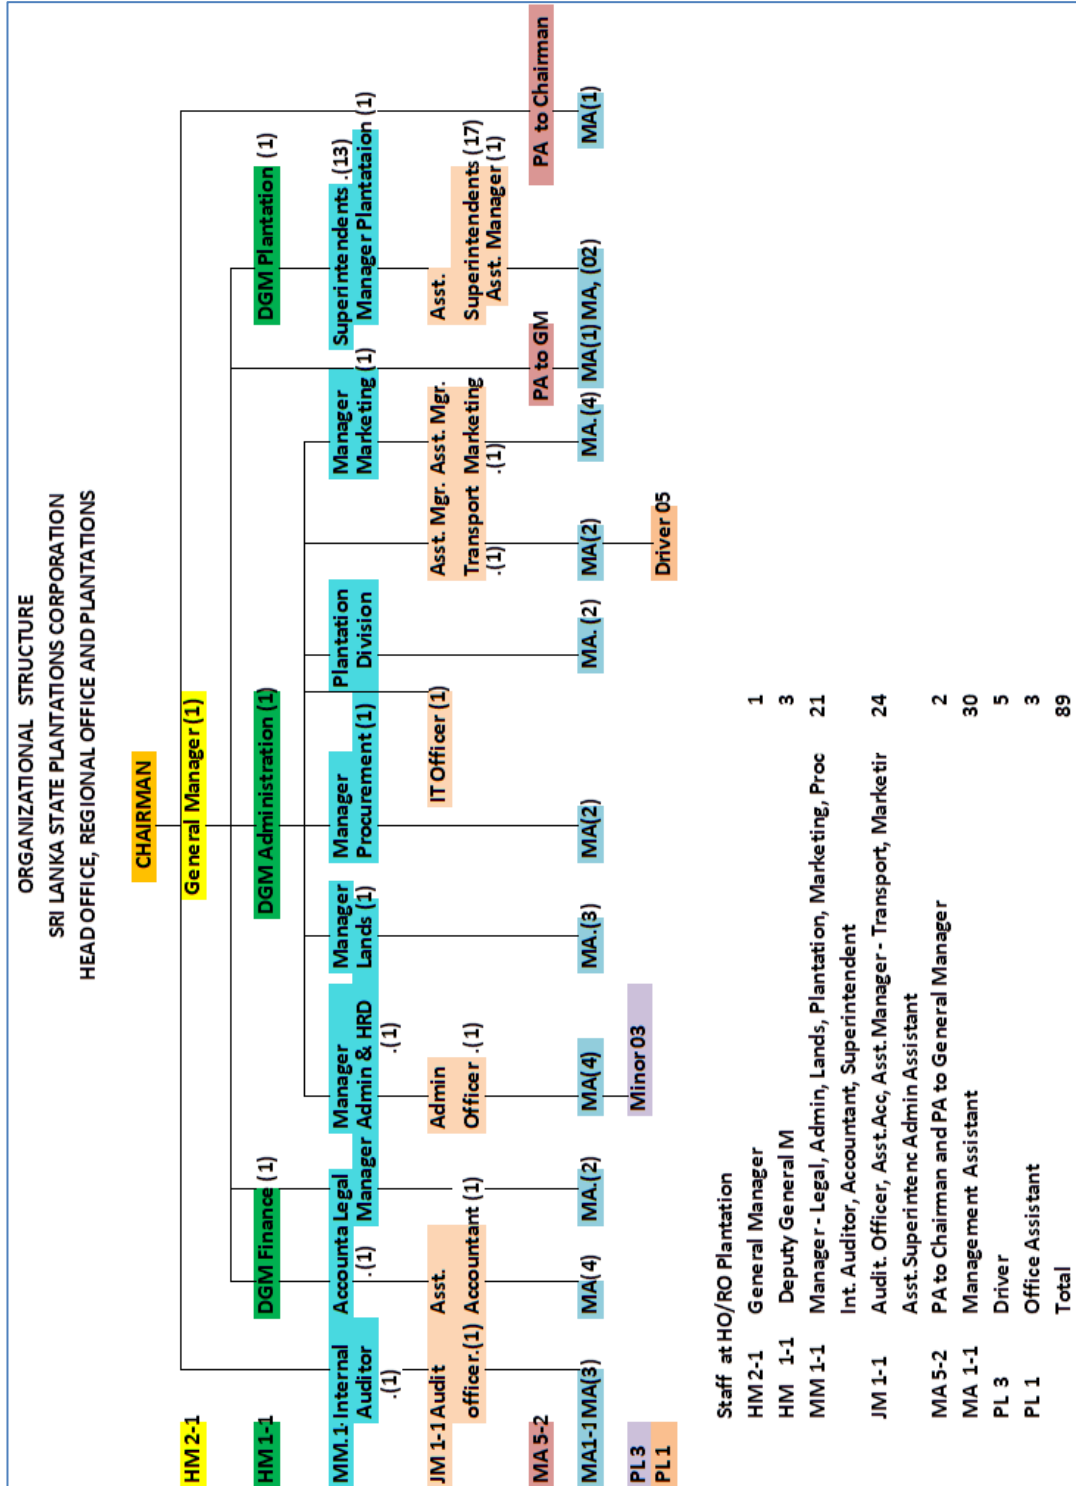 ORGANIZATIONAL STRUCTURE
SRI LANKA STATE PLANTATIONS CORPORATION
HEAD OFFICE, REGIONAL OFFICE AND PLANTATIONS
CHAIRMAN
HM 2-1
General Manager (1)
HM 1-1
DGM Finance (1)
DGM Administration (1)
DGM Plantation (1)
MM.1-
Internal
Auditor
.(1)
Accounta
.(1)
Legal
Manager
Manager
Admin & HRD
.(1)
Manager
Lands (1)
Manager
Procurement (1)
Plantation
Division
Manager
Marketing (1)
Superintendents .(13)
Manager Plantataion (1)
JM 1-1
Audit
officer.(1)
Asst.
Accountant (1)
Admin
Officer .(1)
IT Officer (1)
Asst. Mgr.
Transport
.(1)
Asst. Mgr.
Marketing
.(1)
Asst.
Superintendents (17)
Asst. Manager (1)
MA 5-2
PA to GM
PA to Chairman
MA1-1
MA(3)
MA(4)
MA.(2)
MA(4)
MA.(3)
MA(2)
MA. (2)
MA(2)
MA.(4)
MA(1)
MA, (02)
MA(1)
PL3
Minor 03
PL1
Driver 05
Staff at HO/RO Plantation
HM 2-1 General Manager 1
HM 1-1 Deputy General M 3
MM 1-1 Manager - Legal, Admin, Lands, Plantation, Marketing, Proc 21
Int. Auditor, Accountant, Superintendent
JM 1-1 Audit. Officer, Asst.Acc, Asst.Manager - Transport, Marketir 24
Asst.Superintenc Admin Assistant
MA 5-2 PA to Chairman and PA to General Manager 2
MA 1-1 Management Assistant 30
PL 3 Driver 5
PL 1 Office Assistant 3
Total 89